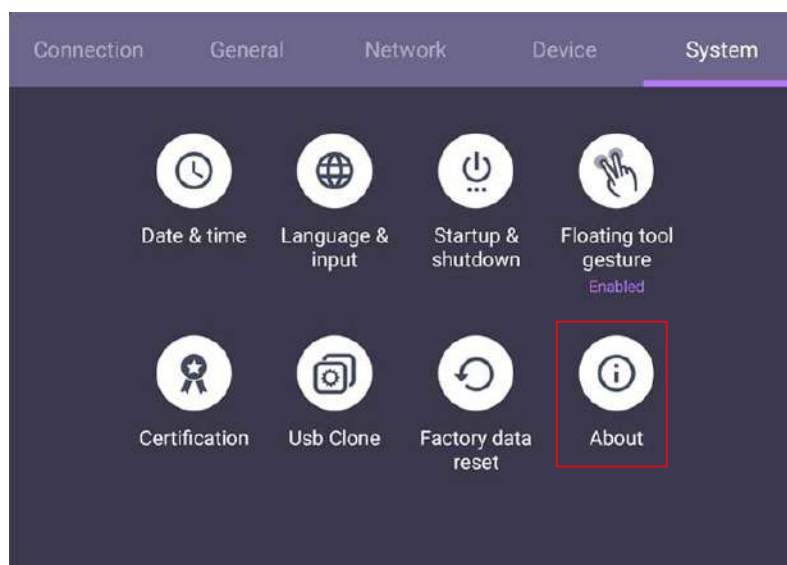 Connection General Network Device System
Date & time Language & Startup & Floating tool
input shutdown gesture
Enabled
Certification Usb Clone Factory data About
reset